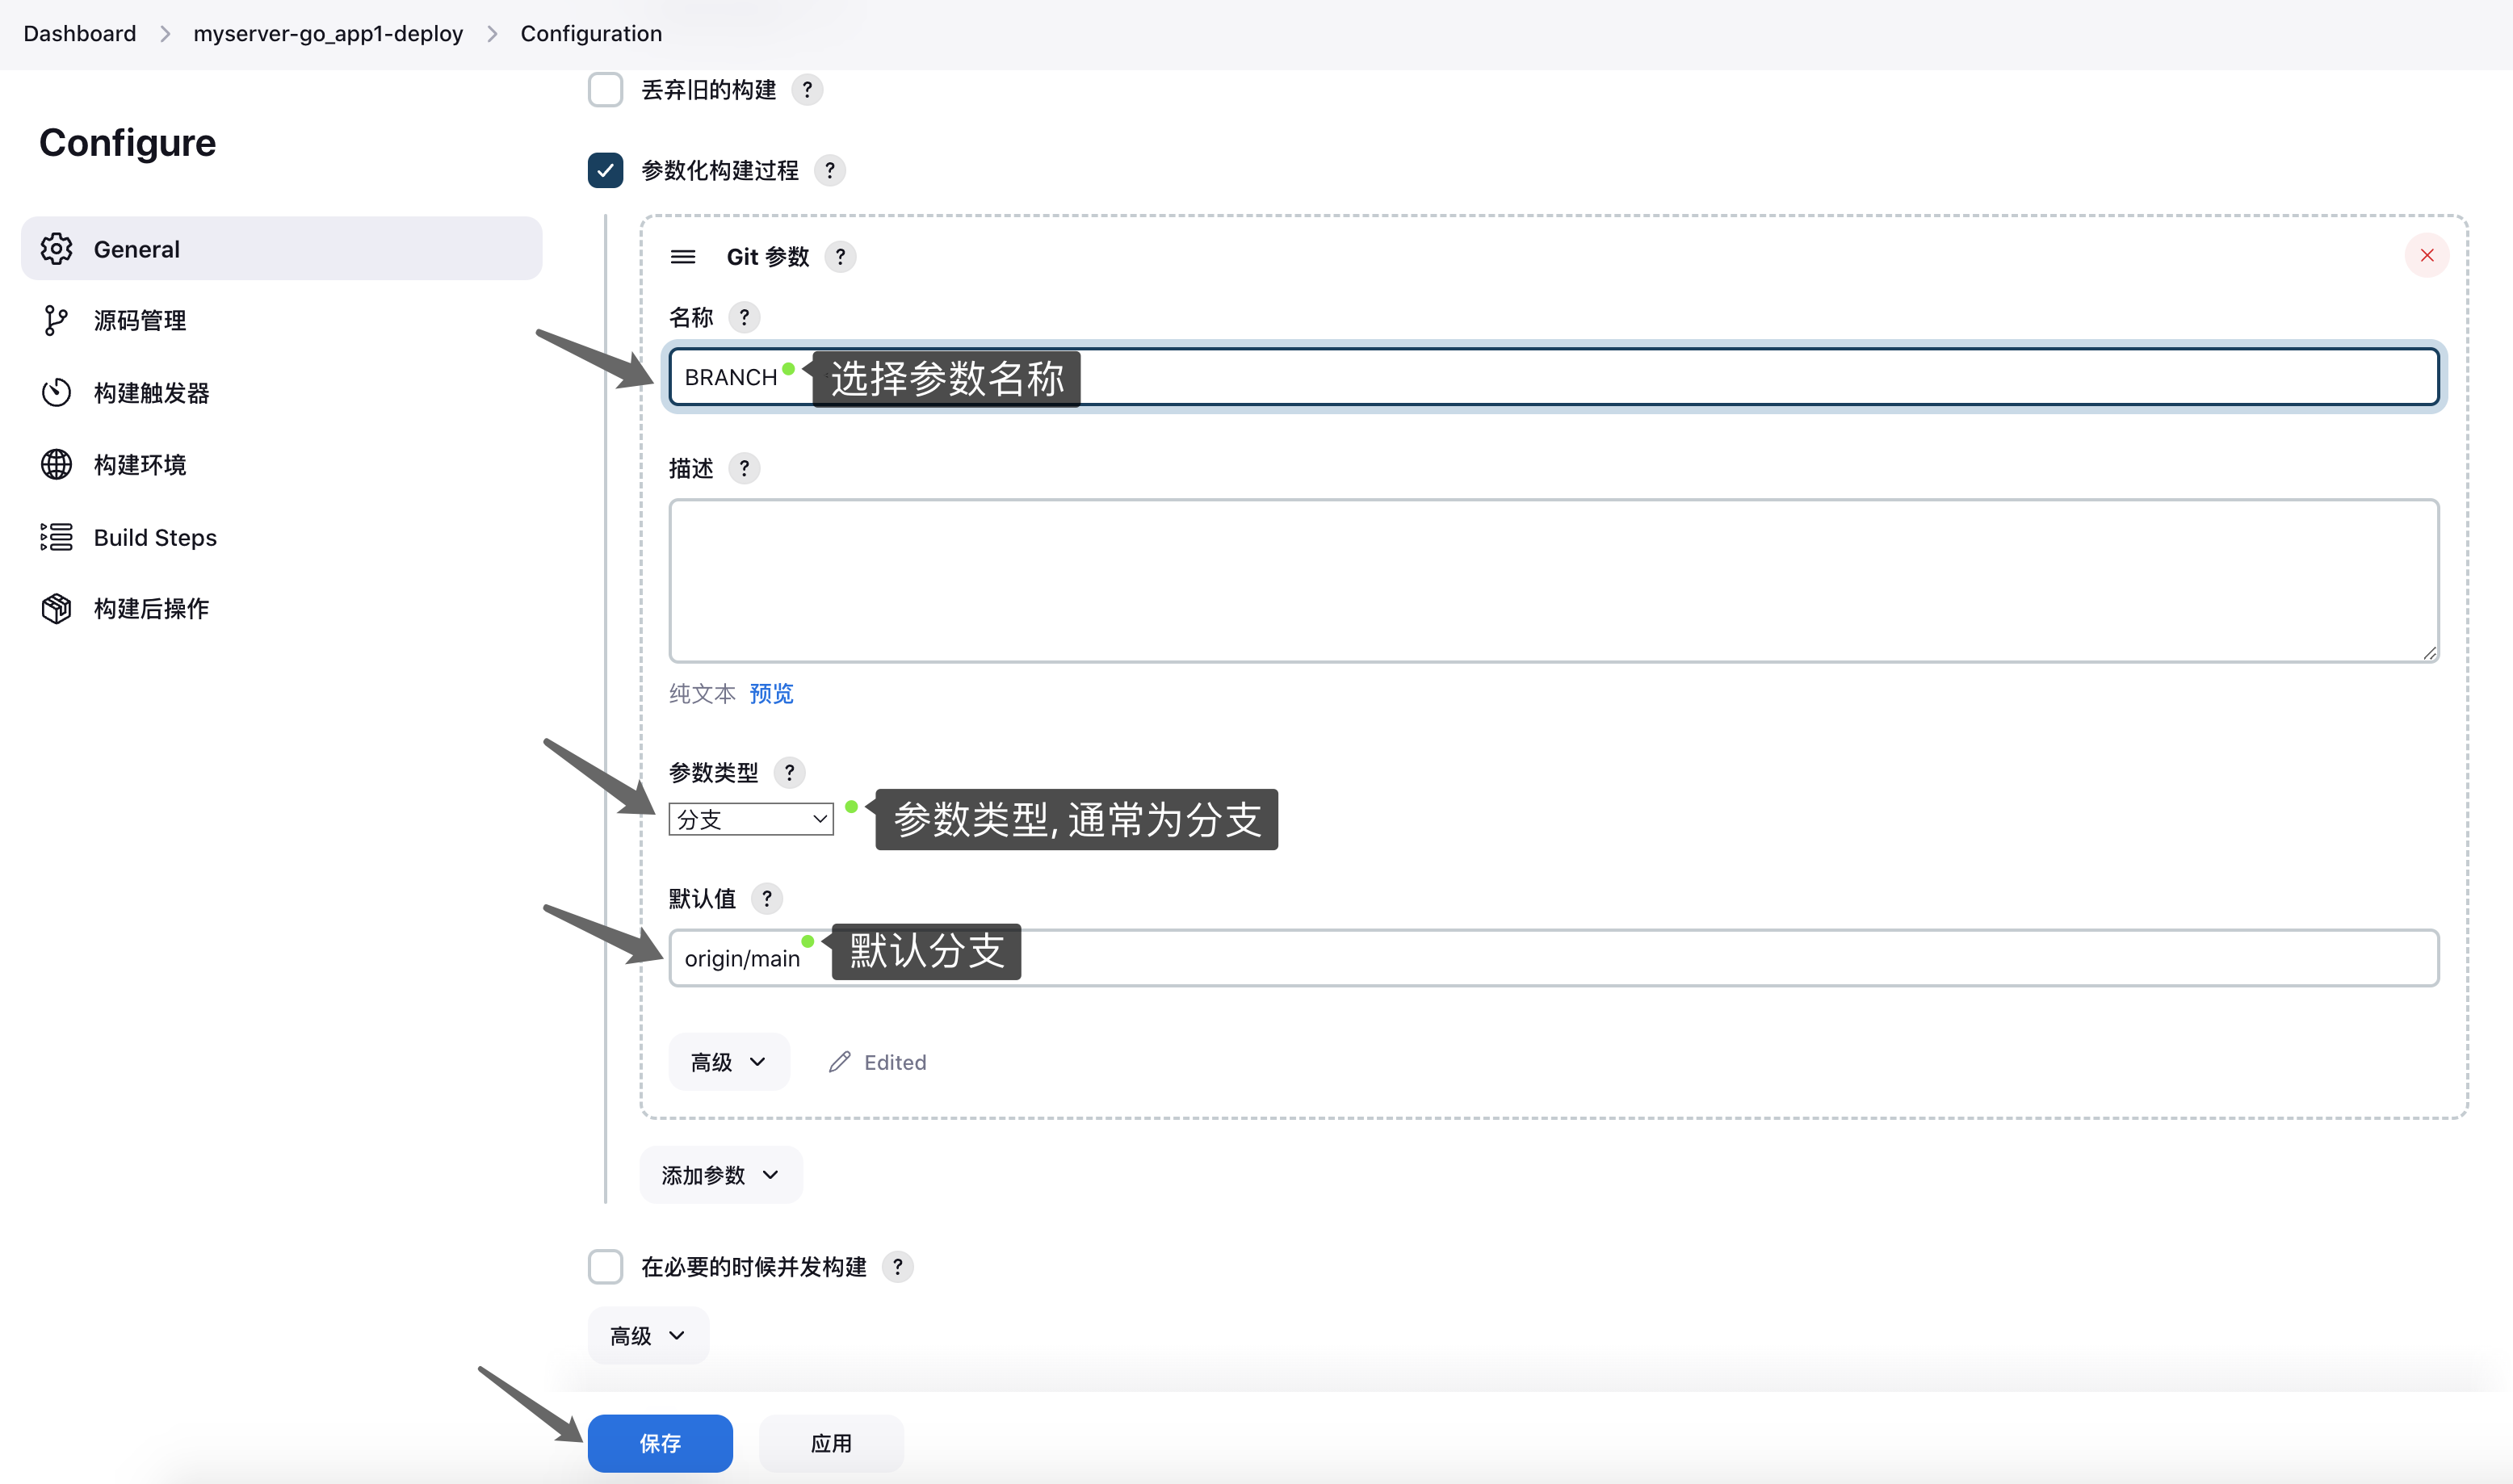 Dashboard > myserver-go_app1-deploy > Configuration
Configure
General
源码管理
构建触发器
构建环境
Build Steps
构建后操作
丢弃旧的构建 ?
参数化构建过程 ?
Git 参数 ?
名称 ?
BRANCH 选择参数名称
描述 ?
纯文本 预览
参数类型 ?
分支 参数类型, 通常为分支
默认值 ?
origin/main 默认分支
高级 Edited
添加参数
在必要的时候并发构建 ?
高级
保存 应用